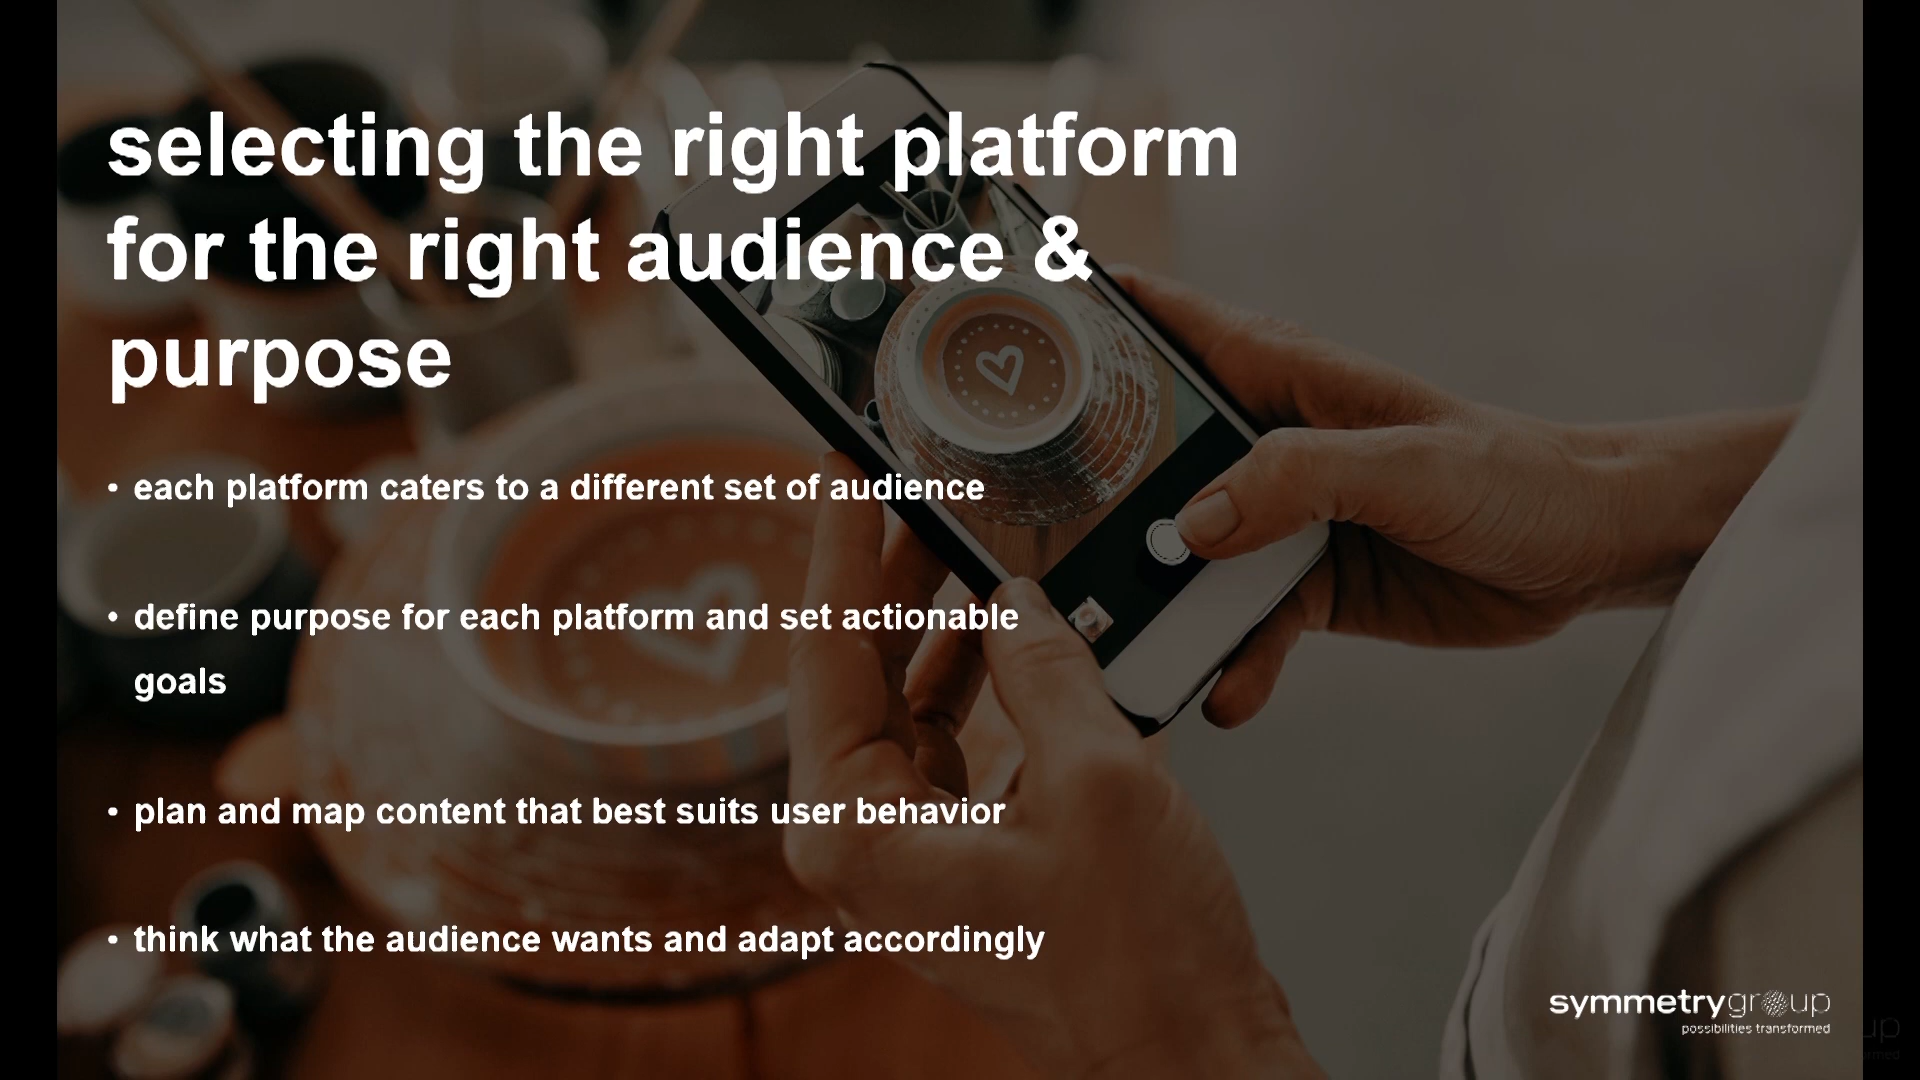 selecting the right platform
for the right audience &
purpose
• each platform caters to a different set of audience
• define purpose for each platform and set actionable
goals
• plan and map content that best suits user behavior
• think what the audience wants and adapt accordingly
symmetrygroup
possibilities transformed
up